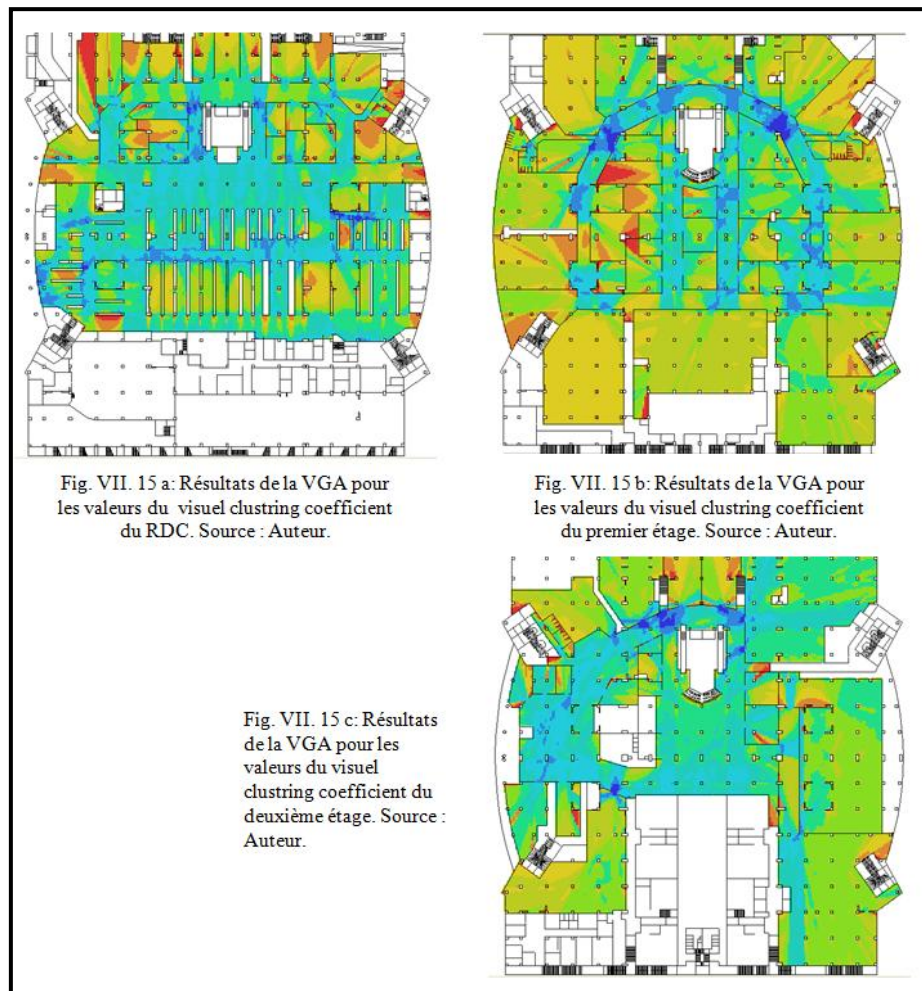 Fig. VII. 15 a: Résultats de la VGA pour
les valeurs du visuel clustring coefficient
du RDC. Source : Auteur.
Fig. VII. 15 b: Résultats de la VGA pour
les valeurs du visuel clustring coefficient
du premier étage. Source : Auteur.
Fig. VII. 15 c: Résultats
de la VGA pour les
valeurs du visuel
clustring coefficient du
deuxième étage. Source :
Auteur.